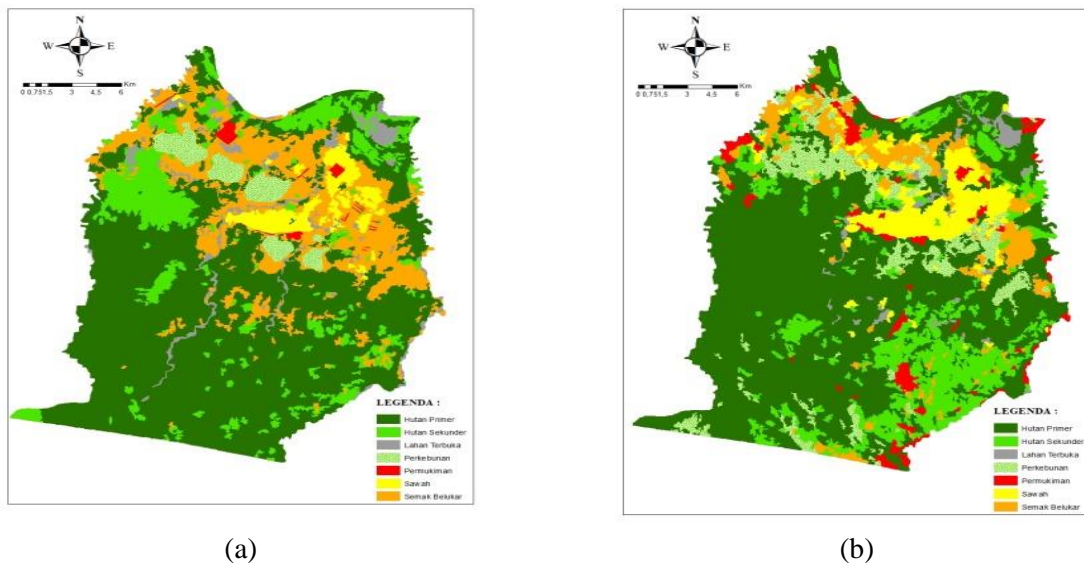 N
W E
S
Km
0 0,751,5 3 4,5 6
LEGENDA :
Hutan Primer
Hutan Sekunder
Lahan Terbuka
Perkebunan
Permukiman
Sawah
Semak Belukar
(a)
N
W E
S
Km
0 0,751,5 3 4,5 6
LEGENDA :
Hutan Primer
Hutan Sekunder
Lahan Terbuka
Perkebunan
Permukiman
Sawah
Semak Belukar
(b)